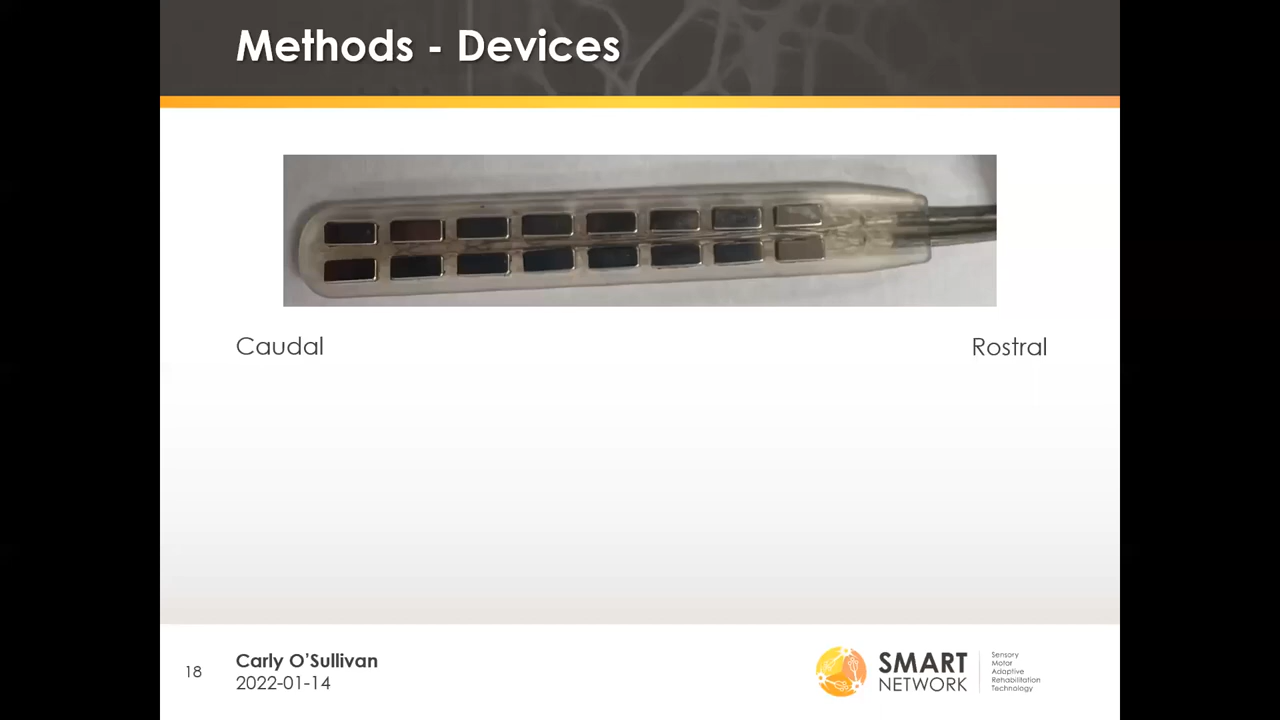 Methods - Devices
Caudal
Rostral
18
Carly O'Sullivan
2022-01-14
SMART
NETWORK
Sensory
Motor
Adaptive
Rehabilitation
Technology